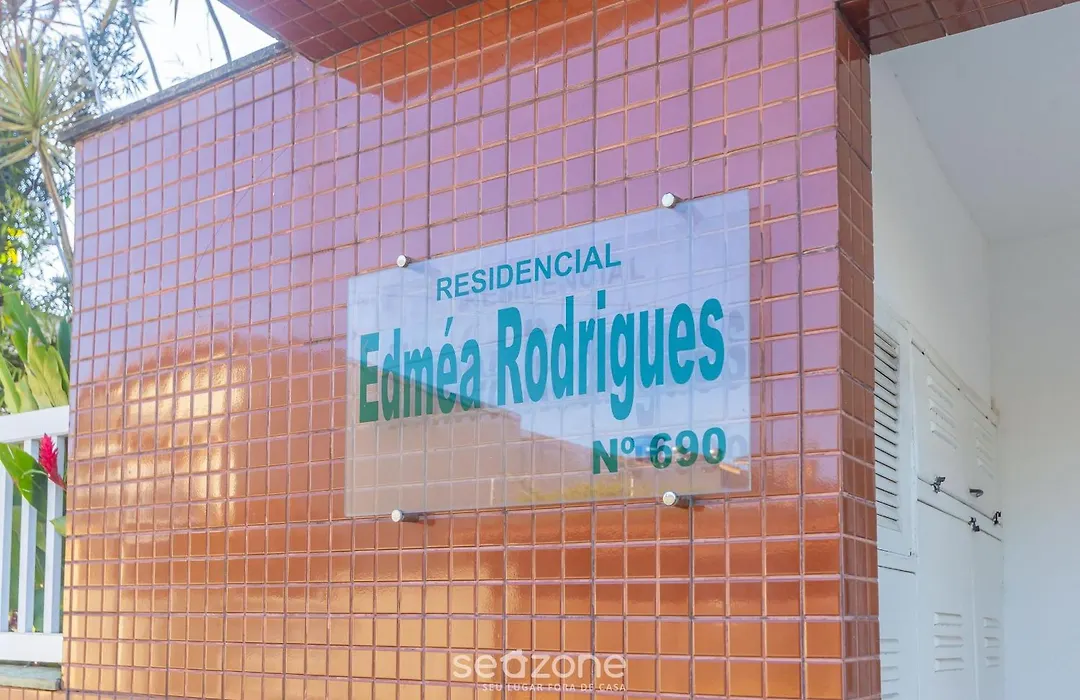 RESIDENCIAL
Edméa Rodrigues
Nº 690
seazone
SEU LUGAR FORA DE CASA